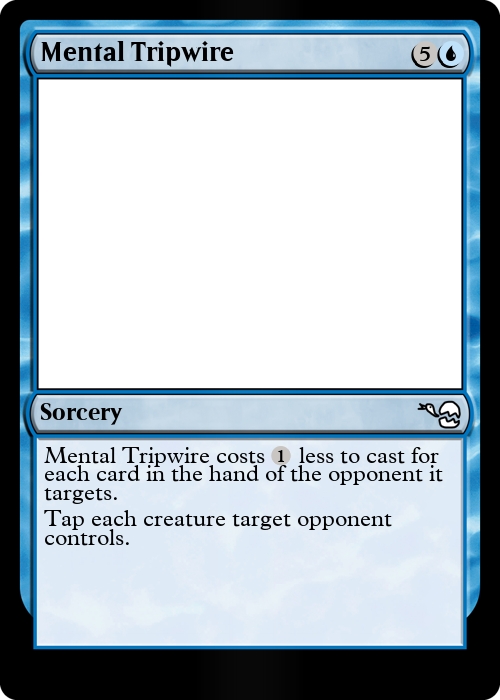 Mental Tripwire 5
Sorcery
Mental Tripwire costs 1 less to cast for
each card in the hand of the opponent it
targets.
Tap each creature target opponent
controls.